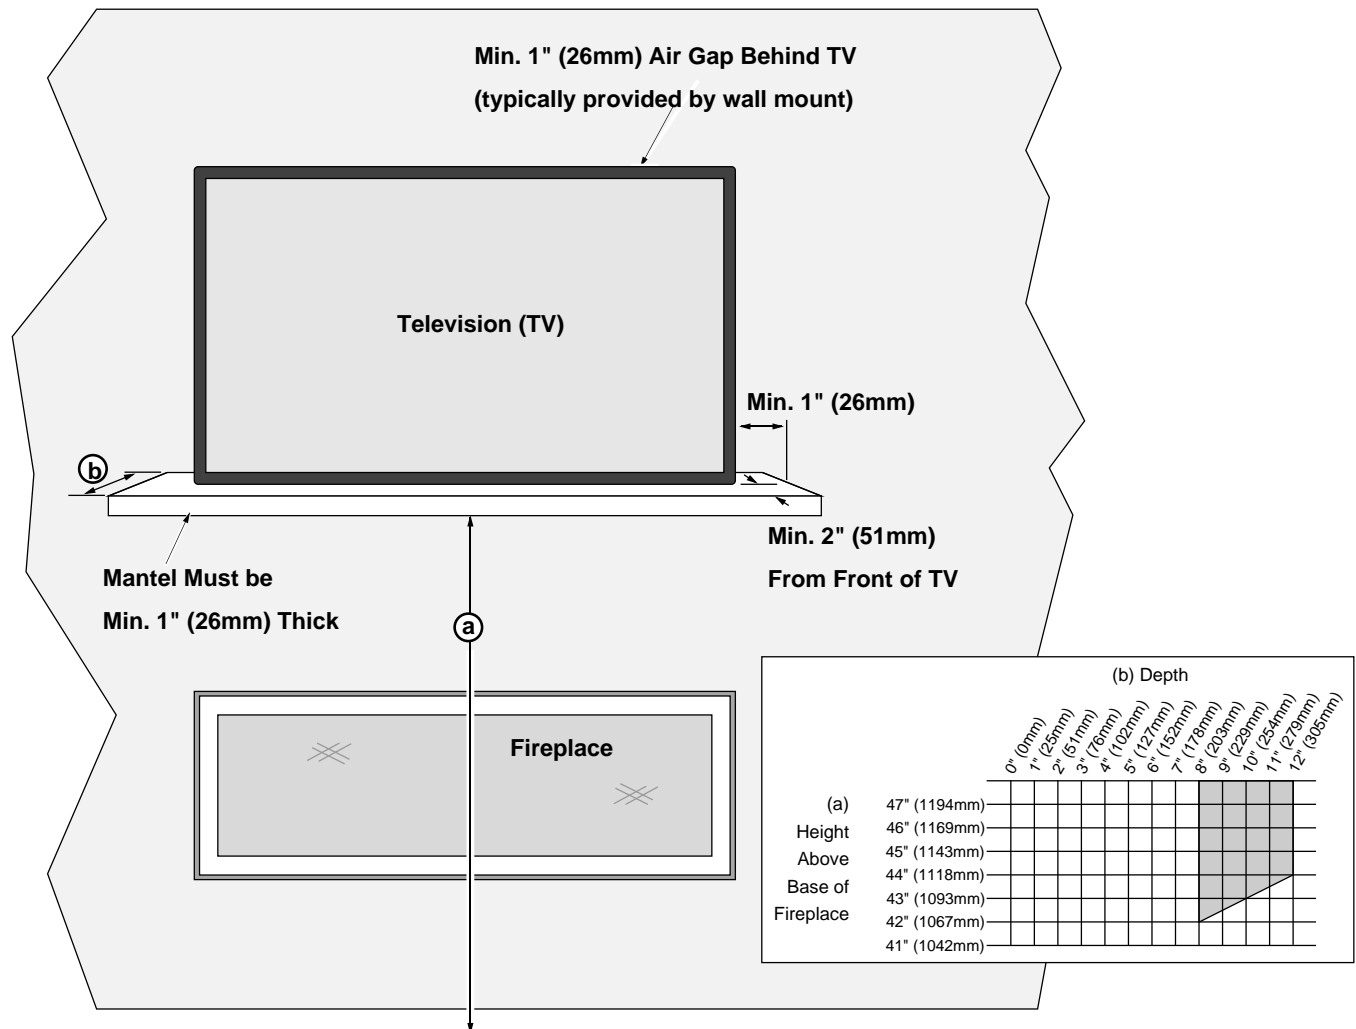 Min. 1" (26mm) Air Gap Behind TV
(typically provided by wall mount)
Television (TV)
Min. 1" (26mm)
b
Min. 2" (51mm)
From Front of TV
Mantel Must be
Min. 1" (26mm) Thick
a
Fireplace
(b) Depth
0" (0mm)
1" (25mm)
2" (51mm)
3" (76mm)
4" (102mm)
5" (127mm)
6" (152mm)
7" (178mm)
8" (203mm)
9" (229mm)
10" (254mm)
11" (279mm)
12" (305mm)
(a)
Height
Above
Base of
Fireplace
47" (1194mm)
46" (1169mm)
45" (1143mm)
44" (1118mm)
43" (1093mm)
42" (1067mm)
41" (1042mm)